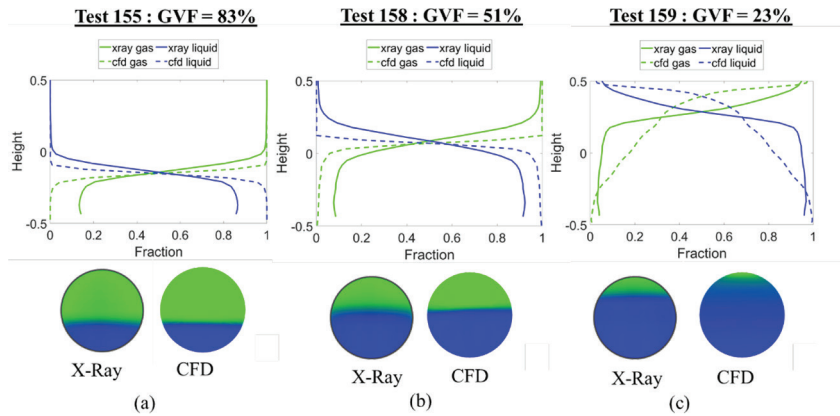 Test 155 : GVF = 83%
xray gas xray liquid
cfd gas cfd liquid
0.5
0
-0.5
Height
0 0.2 0.4 0.6 0.8 1
Fraction
X-Ray CFD
(a)
Test 158 : GVF = 51%
xray gas xray liquid
cfd gas cfd liquid
0.5
0
-0.5
Height
0 0.2 0.4 0.6 0.8 1
Fraction
X-Ray CFD
(b)
Test 159 : GVF = 23%
xray gas xray liquid
cfd gas cfd liquid
0.5
0
-0.5
Height
0 0.2 0.4 0.6 0.8 1
Fraction
X-Ray CFD
(c)